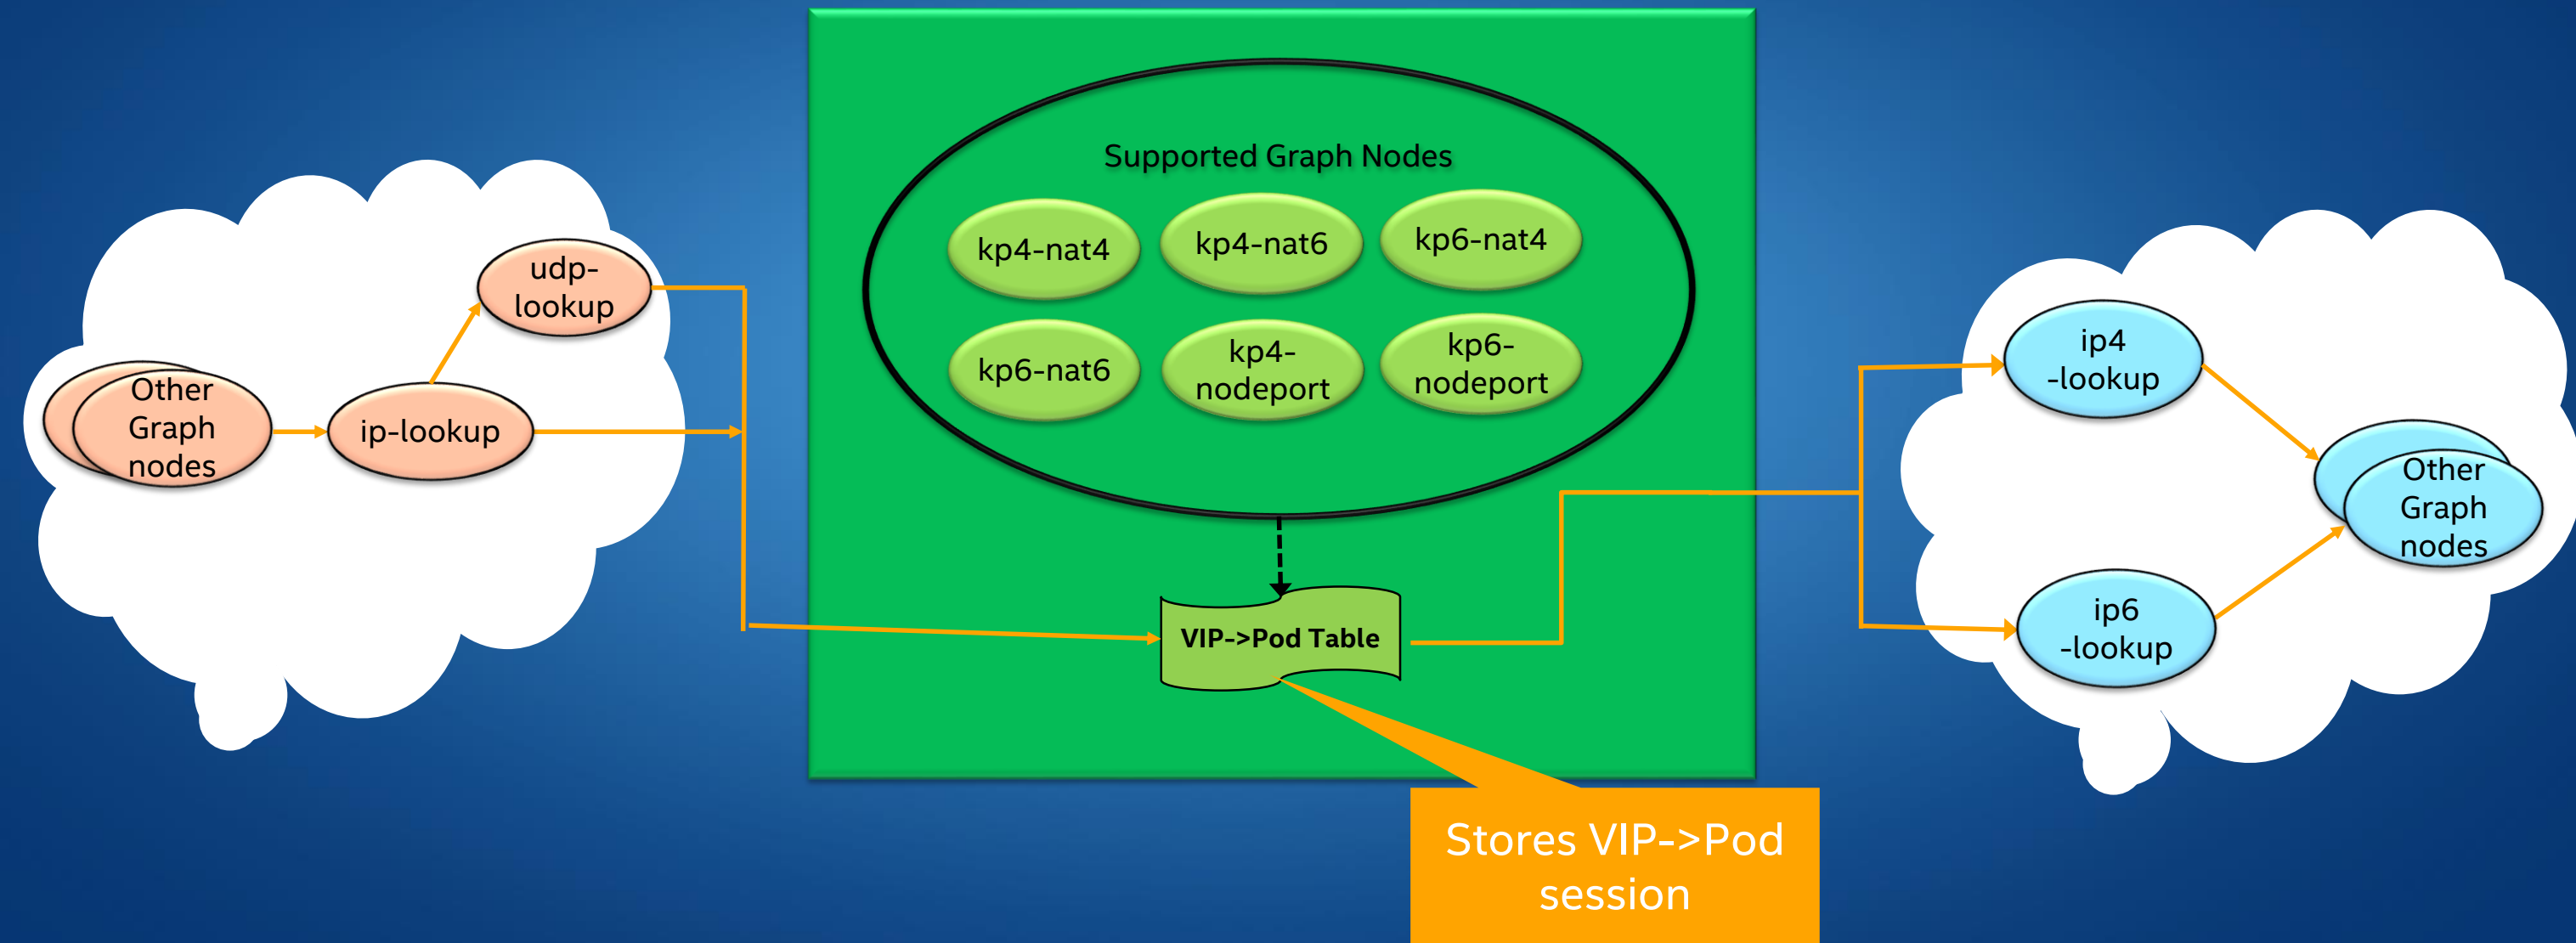 Other
Graph
nodes
ip-lookup
udp-
lookup
Supported Graph Nodes
kp4-nat4
kp4-nat6
kp6-nat4
kp6-nat6
kp4-
nodeport
kp6-
nodeport
VIP->Pod Table
Stores VIP->Pod
session
ip4
-lookup
ip6
-lookup
Other
Graph
nodes